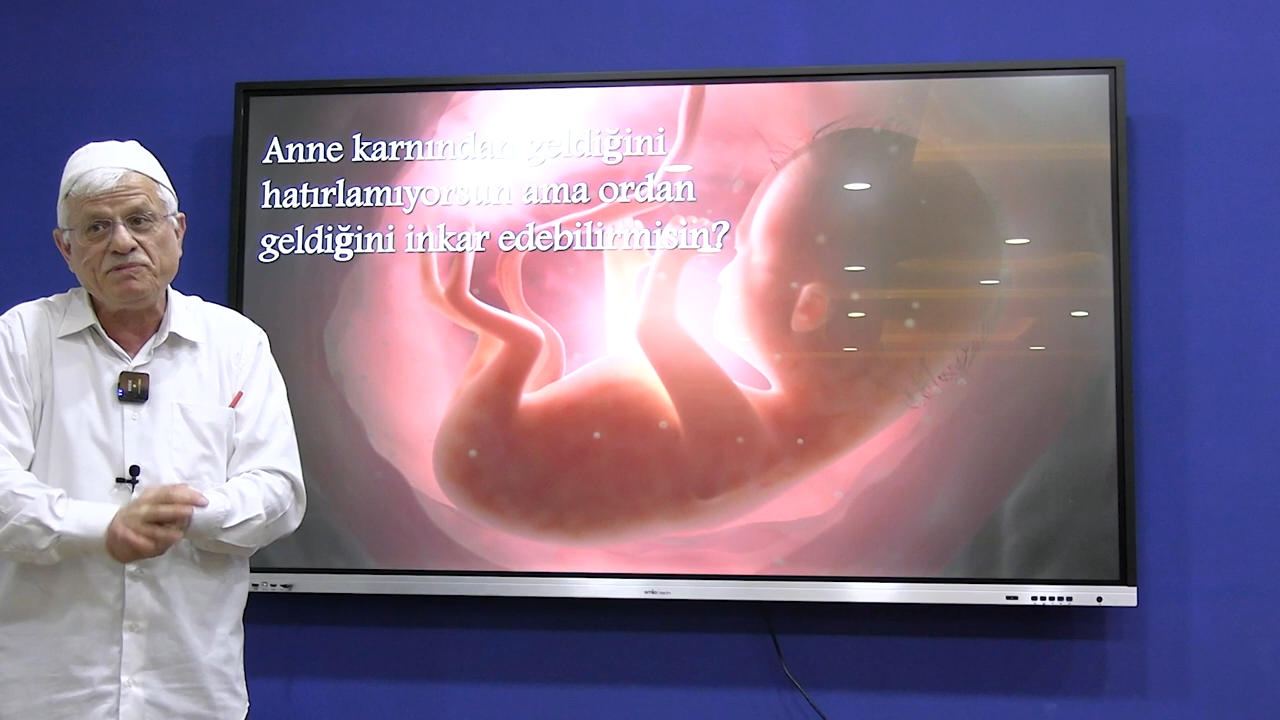 Anne karnından geldiğini
hatırlamıyorsun ama ordan
geldiğini inkar edebilirmisin?